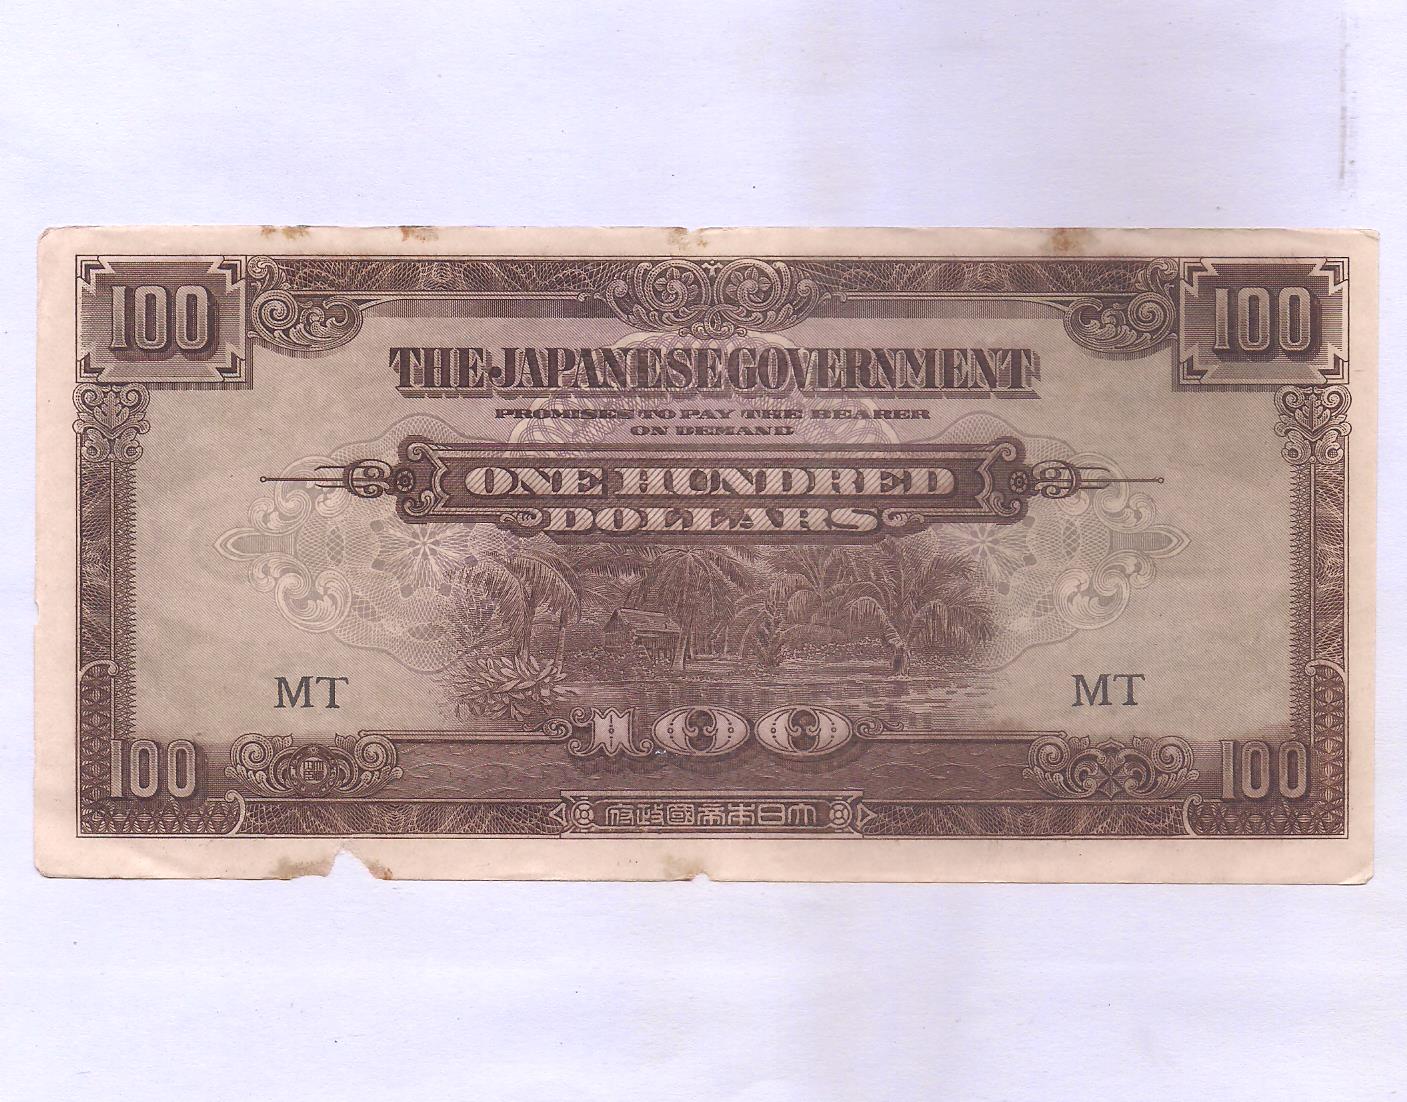 100 100
THE JAPANESE GOVERNMENT
PROMISES TO PAY THE BEARER
ON DEMAND
ONE HUNDRED
DOLLARS
MT MT
100
100 100
府政國帝本日大